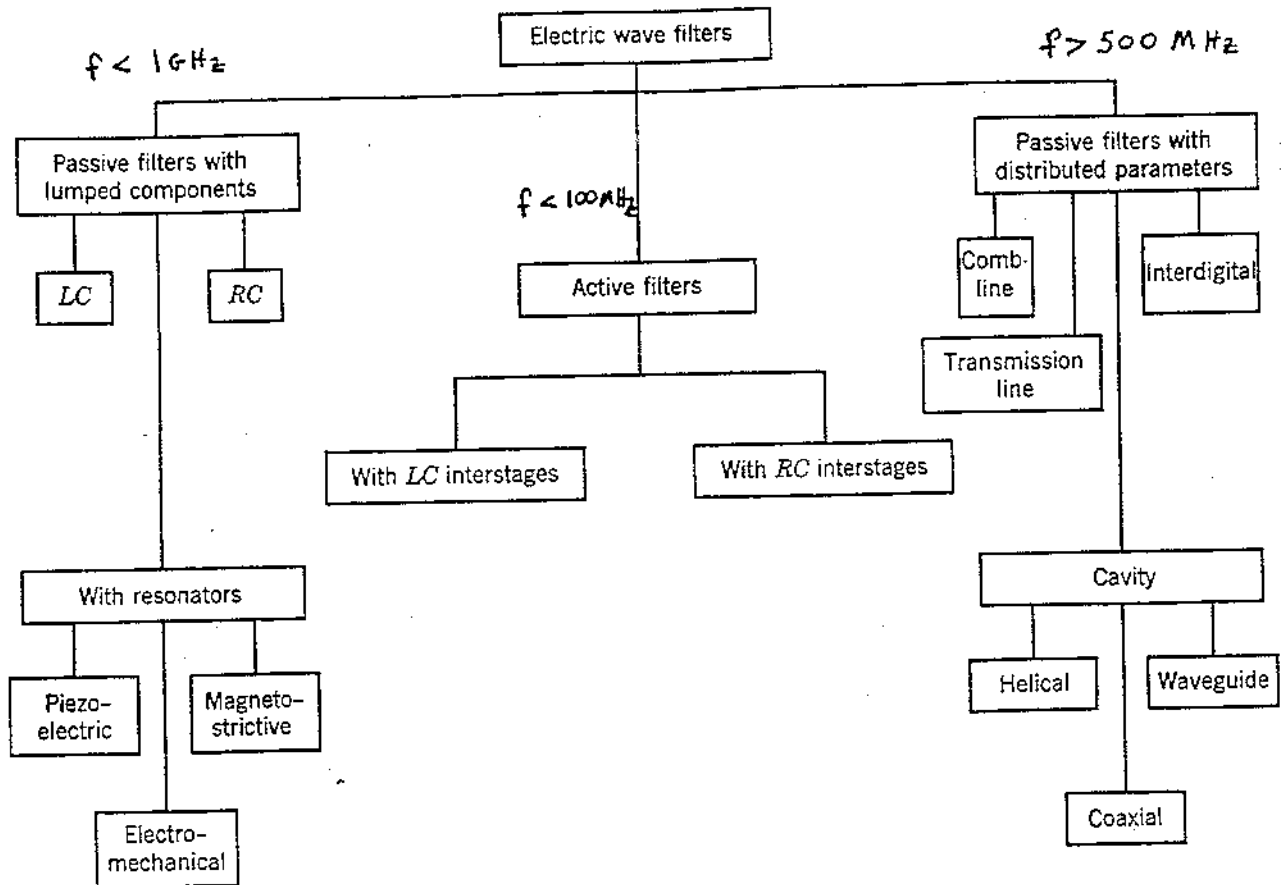 Electric wave filters
f < 1GHz
f > 500 MHz
Passive filters with
lumped components
Passive filters with
distributed parameters
f < 100MHz
LC
RC
Active filters
Comb-
line
Interdigital
Transmission
line
With LC interstages
With RC interstages
With resonators
Cavity
Piezo-
electric
Magneto-
strictive
Helical
Waveguide
Electro-
mechanical
Coaxial